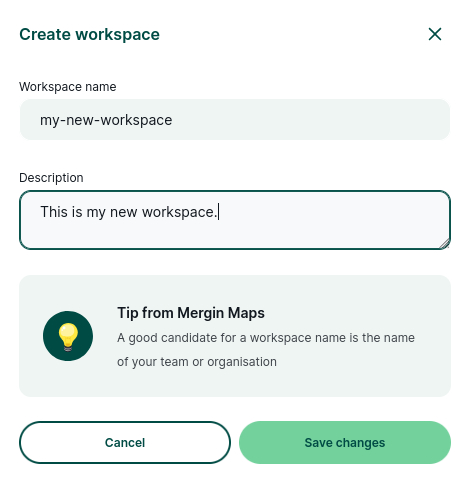 Create workspace
Workspace name
my-new-workspace
Description
This is my new workspace.
Tip from Mergin Maps
A good candidate for a workspace name is the name
of your team or organisation
Cancel
Save changes